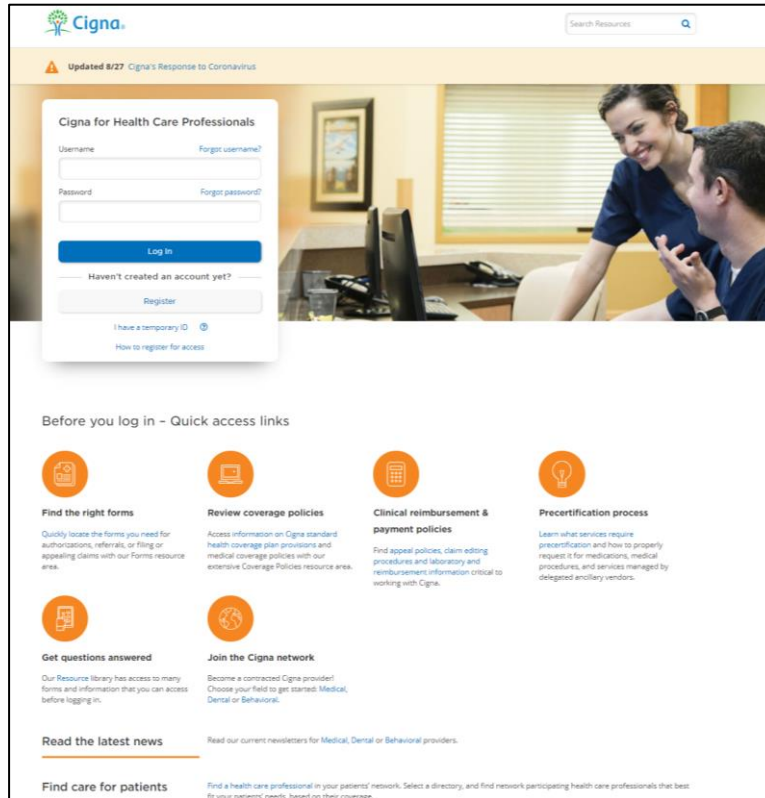 Cigna.
Search Resources
Updated 8/27 Cigna's Response to Coronavirus
Cigna for Health Care Professionals
Username Forgot username?
Password Forgot password?
Log In
Haven't created an account yet?
Register
I have a temporary ID
How to register for access
Before you log in – Quick access links
Find the right forms
Quickly locate the forms you need for
authorizations, referrals, or filing or
appealing claims with our Forms resource
area.
Review coverage policies
Access information on Cigna standard
health coverage plan provisions and
medical coverage policies with our
extensive Coverage Policies resource area.
Clinical reimbursement &
payment policies
Find appeal policies, claim editing
procedures and laboratory and
reimbursement information critical to
working with Cigna.
Precertification process
Learn what services require
precertification and how to properly
request it for medications, medical
procedures, and services managed by
delegated ancillary vendors.
Get questions answered
Our Resource library has access to many
forms and information that you can access
before logging in.
Join the Cigna network
Become a contracted Cigna provider!
Choose your field to get started: Medical,
Dental or Behavioral.
Read the latest news
Read our current newsletters for Medical, Dental or Behavioral providers.
Find care for patients
Find a health care professional in your patients' network. Select a directory, and find network participating health care professionals that best
fit your patients' needs, based on their coverage.